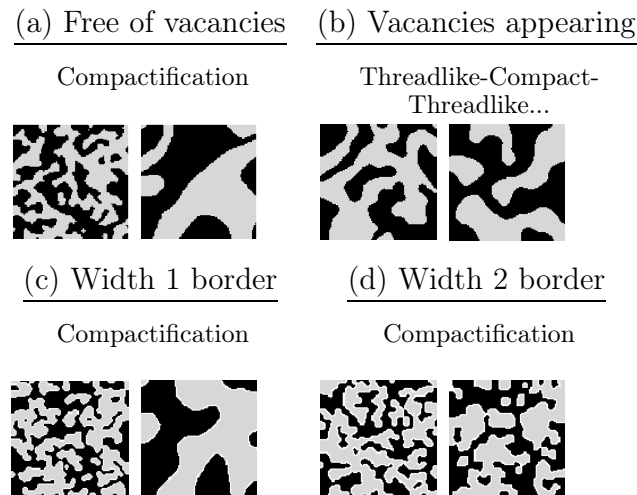 (a) Free of vacancies
(b) Vacancies appearing
Compactification
Threadlike-Compact-
Threadlike...
(c) Width 1 border
(d) Width 2 border
Compactification
Compactification